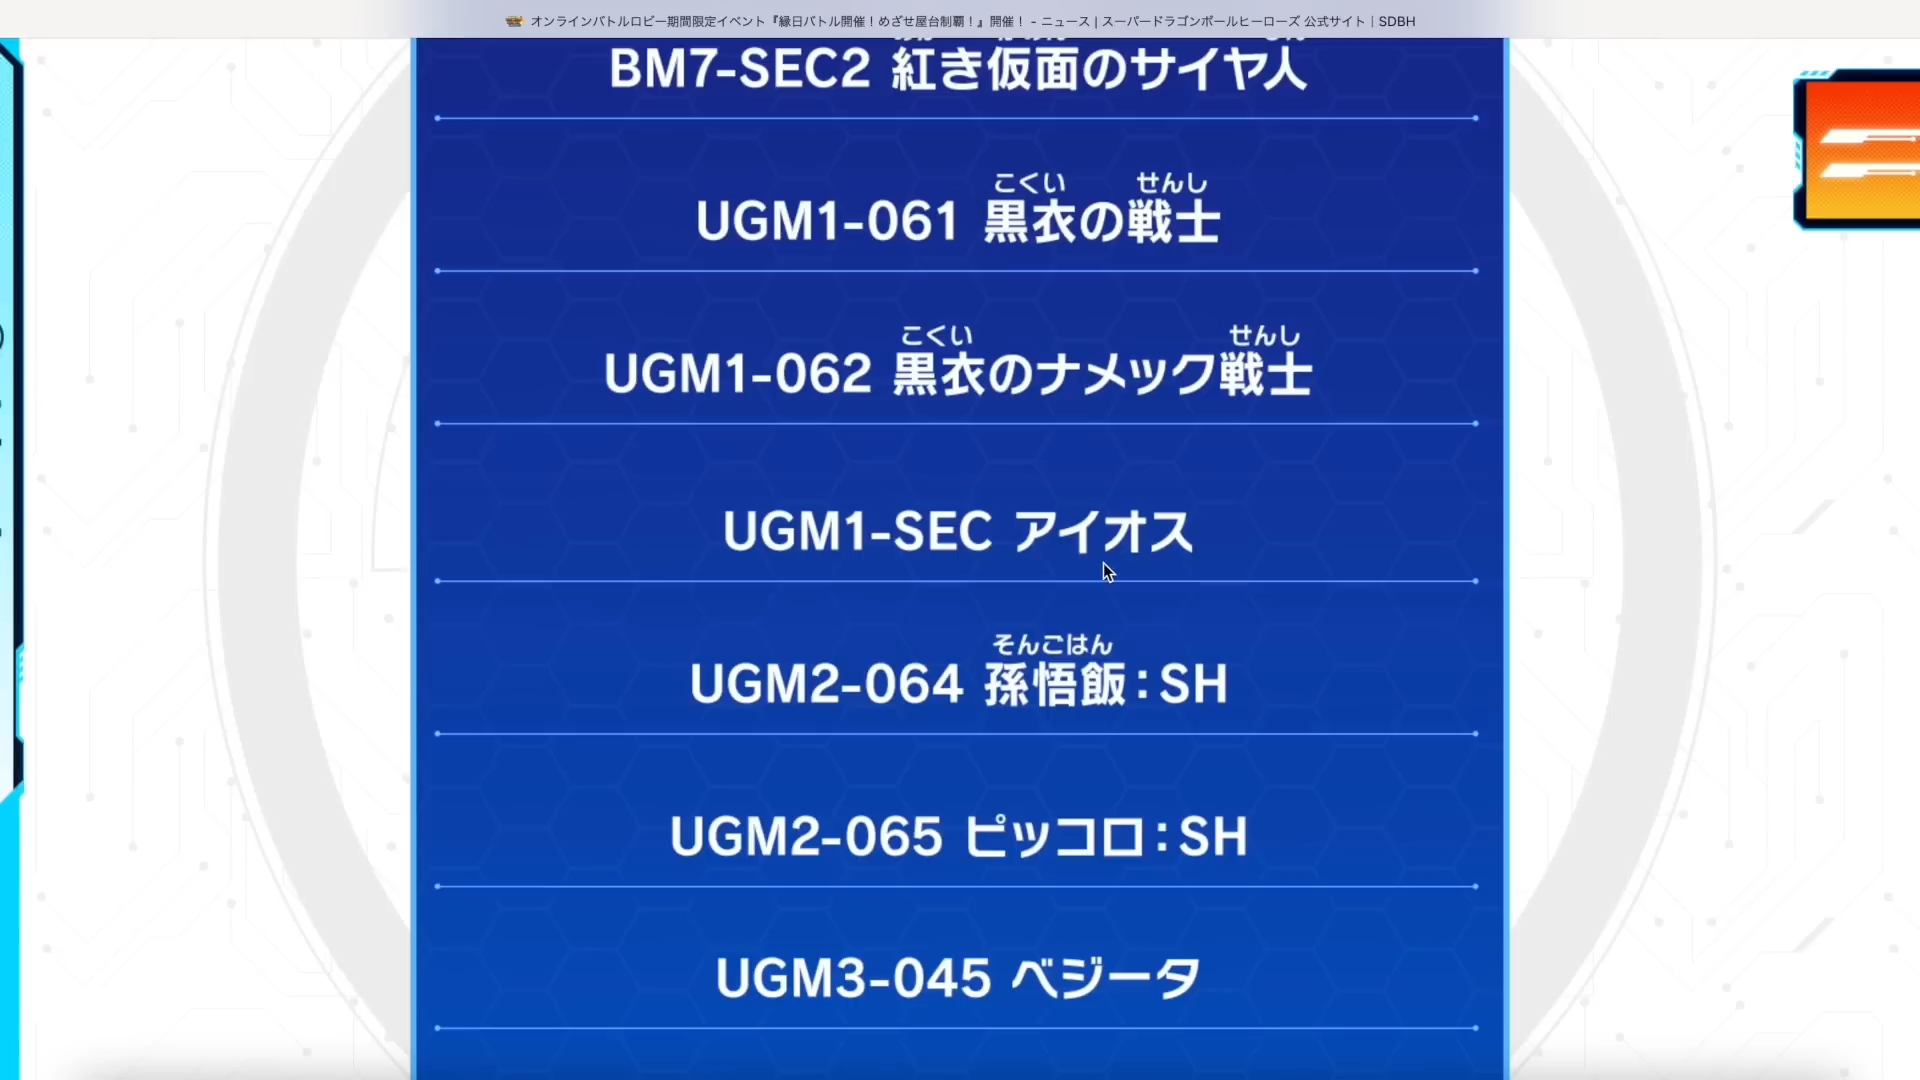 オンラインバトルロビー期間限定イベント『縁日バトル開催！めざせ屋台制覇！』開催！ - ニュース | スーパードラゴンボールヒーローズ 公式サイト｜SDBH
BM7-SEC2 紅き仮面のサイヤ人
こくい せんし
UGM1-061 黒衣の戦士
こくい せんし
UGM1-062 黒衣のナメック戦士
UGM1-SEC アイオス
そんごはん
UGM2-064 孫悟飯：SH
UGM2-065 ピッコロ：SH
UGM3-045 ベジータ